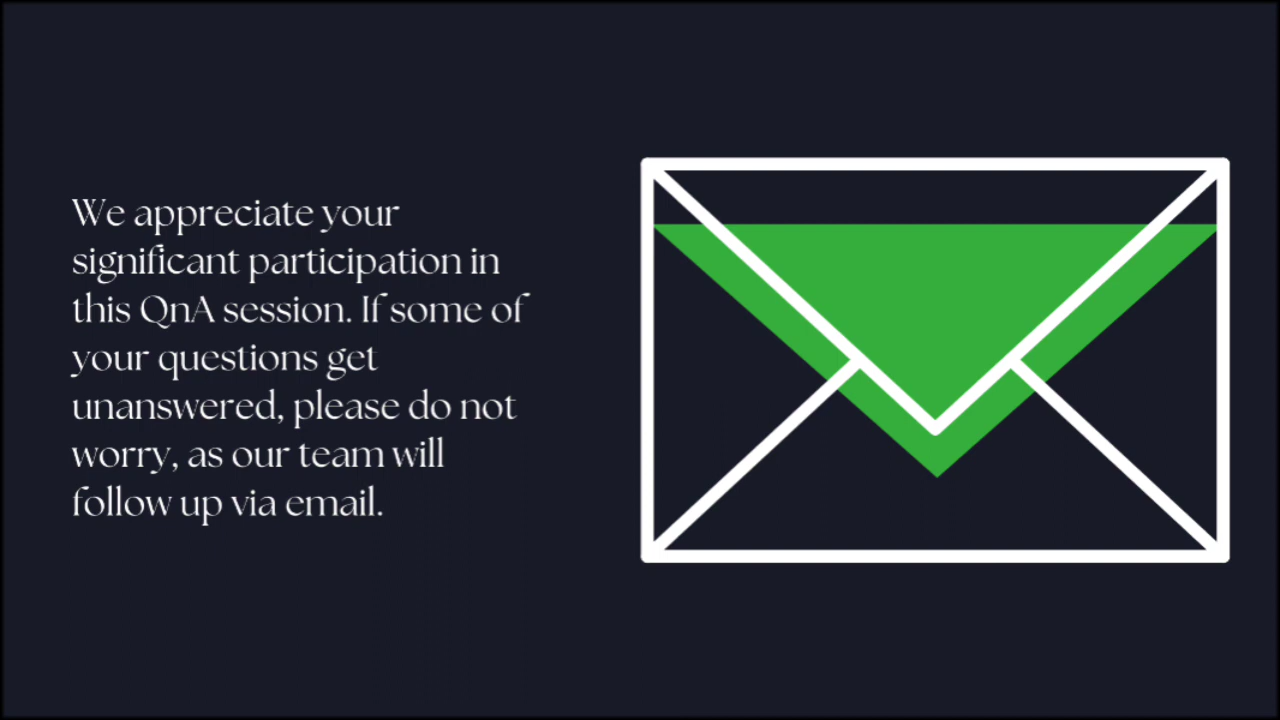 We appreciate your
significant participation in
this QnA session. If some of
your questions get
unanswered, please do not
worry, as our team will
follow up via email.